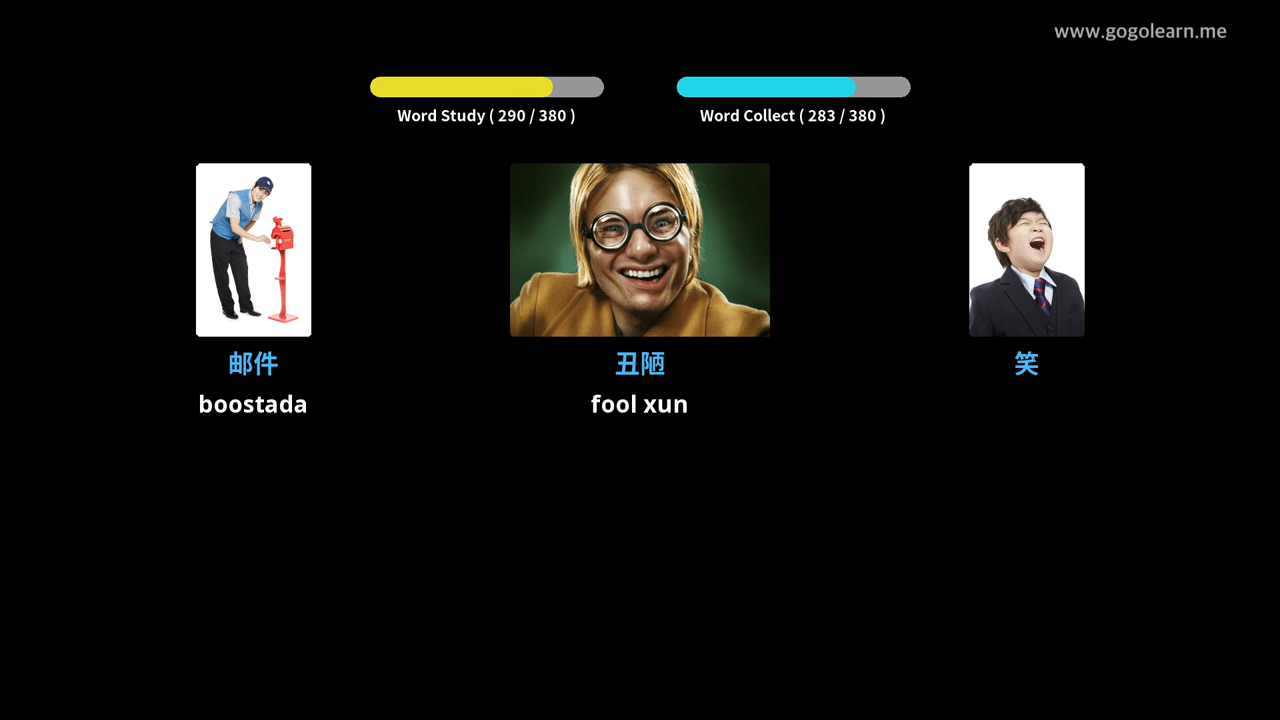 www.gogolearn.me
Word Study ( 290 / 380 )
Word Collect ( 283 / 380 )
邮件
丑陋
笑
boostada
fool xun